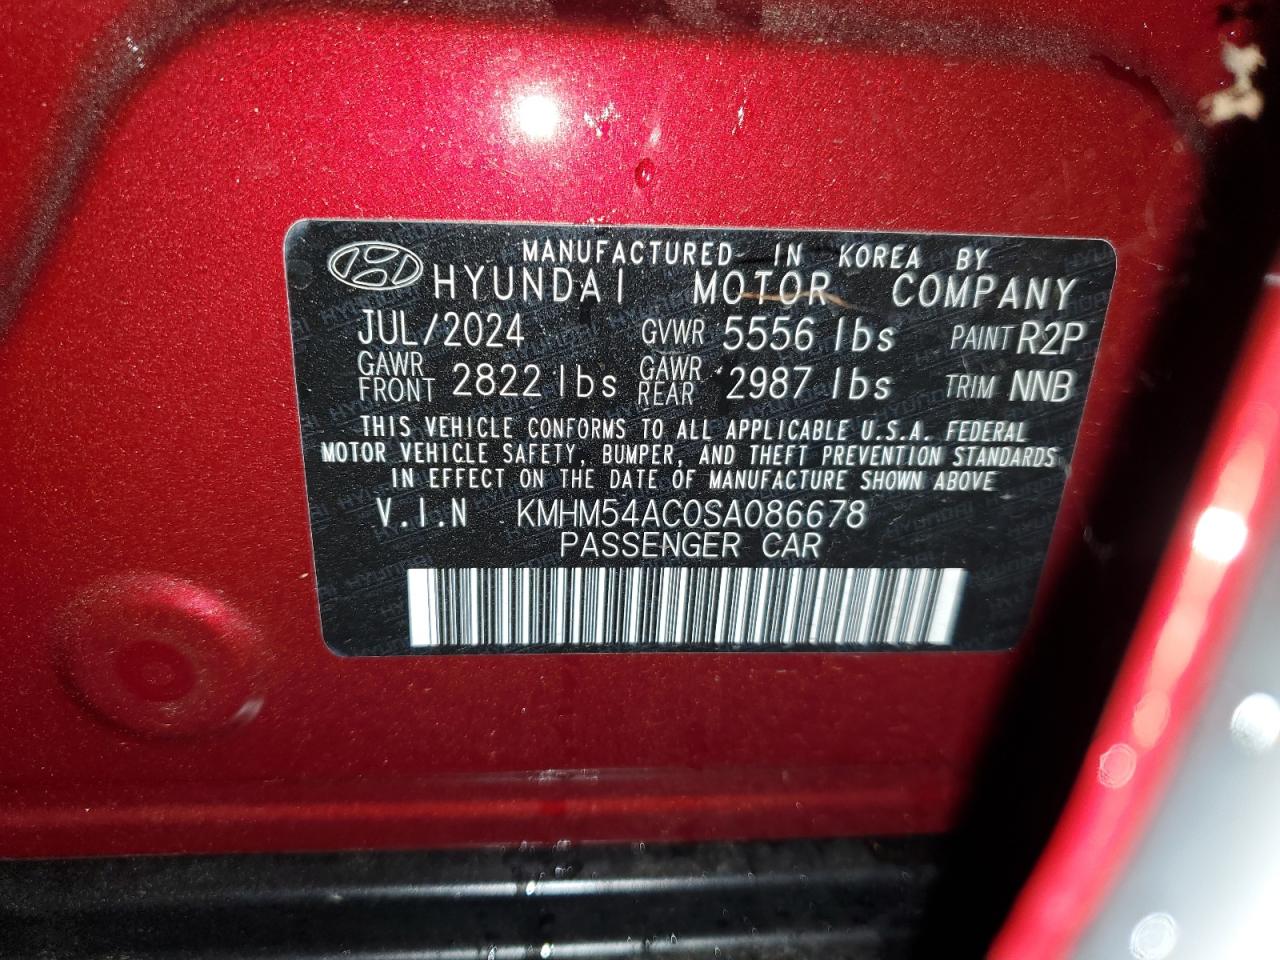 MANUFACTURED IN KOREA BY
HYUNDAI MOTOR COMPANY
JUL/2024 GVWR 5556 lbs PAINT R2P
GAWR FRONT 2822 lbs GAWR REAR 2987 lbs TRIM NNB
THIS VEHICLE CONFORMS TO ALL APPLICABLE U.S.A. FEDERAL
MOTOR VEHICLE SAFETY, BUMPER, AND THEFT PREVENTION STANDARDS
IN EFFECT ON THE DATE OF MANUFACTURE SHOWN ABOVE
V.I.N KMHM54AC0SA086678
PASSENGER CAR